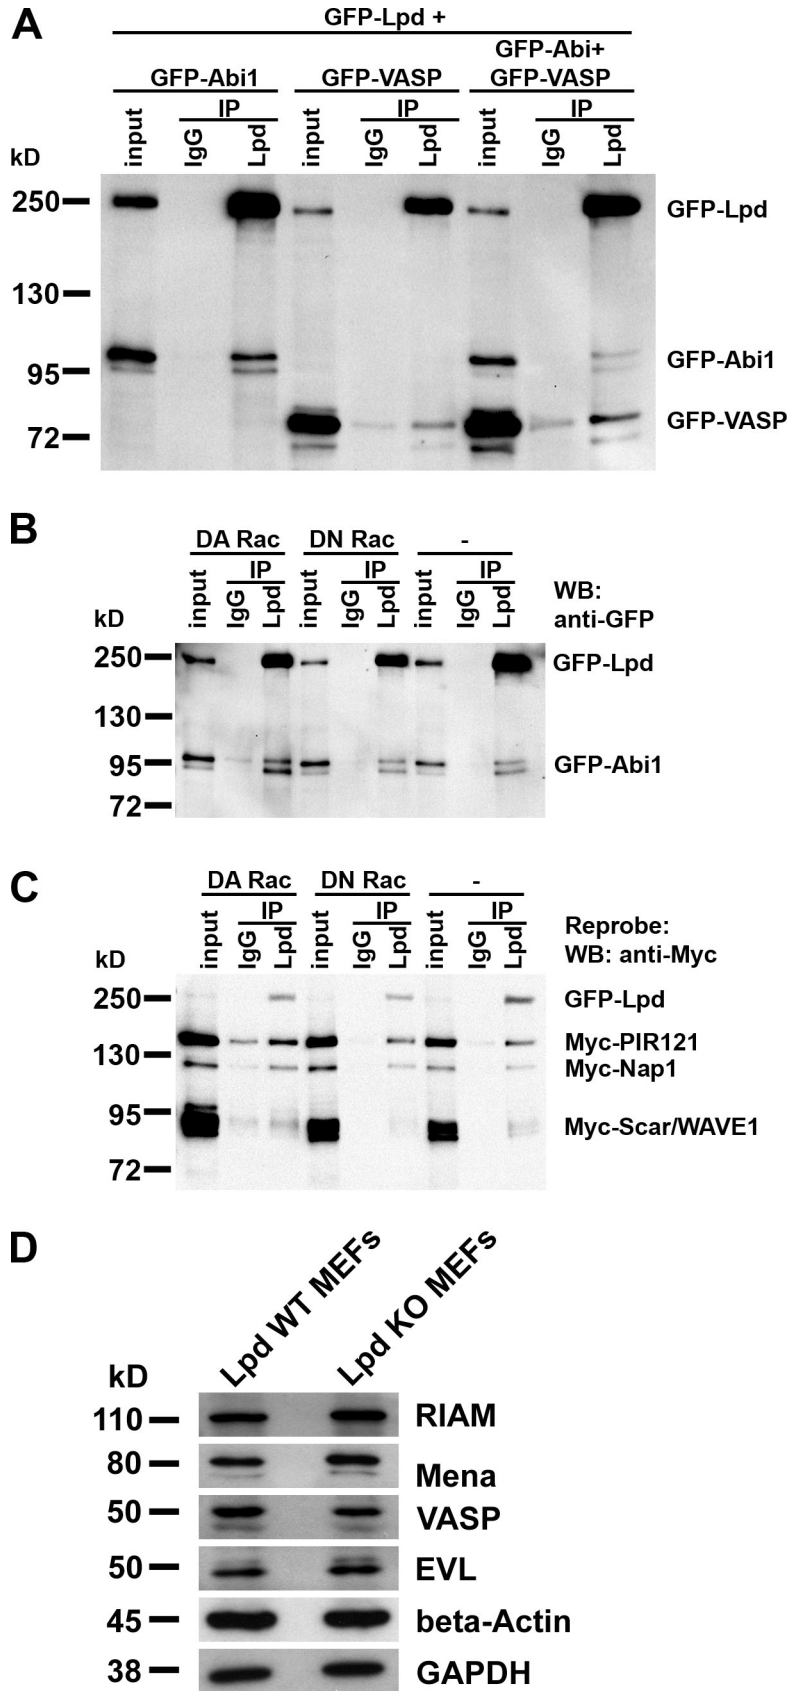 A
GFP-Lpd +
GFP-Abi+
GFP-Abi1 GFP-VASP GFP-VASP
IP IP IP
kD input IgG Lpd input IgG Lpd input IgG Lpd
250 GFP-Lpd
130
GFP-Abi1
95
GFP-VASP
72
B
DA Rac DN Rac -
IP IP IP
WB:
anti-GFP
kD input IgG Lpd input IgG Lpd input IgG Lpd
250 GFP-Lpd
130
95 GFP-Abi1
72
C
DA Rac DN Rac -
IP IP IP
Reprobe:
WB: anti-Myc
kD input IgG Lpd input IgG Lpd input IgG Lpd
250 GFP-Lpd
Myc-PIR121
130
Myc-Nap1
95
Myc-Scar/WAVE1
72
D
Lpd WT MEFs
Lpd KO MEFs
kD
110 RIAM
80 Mena
50 VASP
50 EVL
45 beta-Actin
38 GAPDH